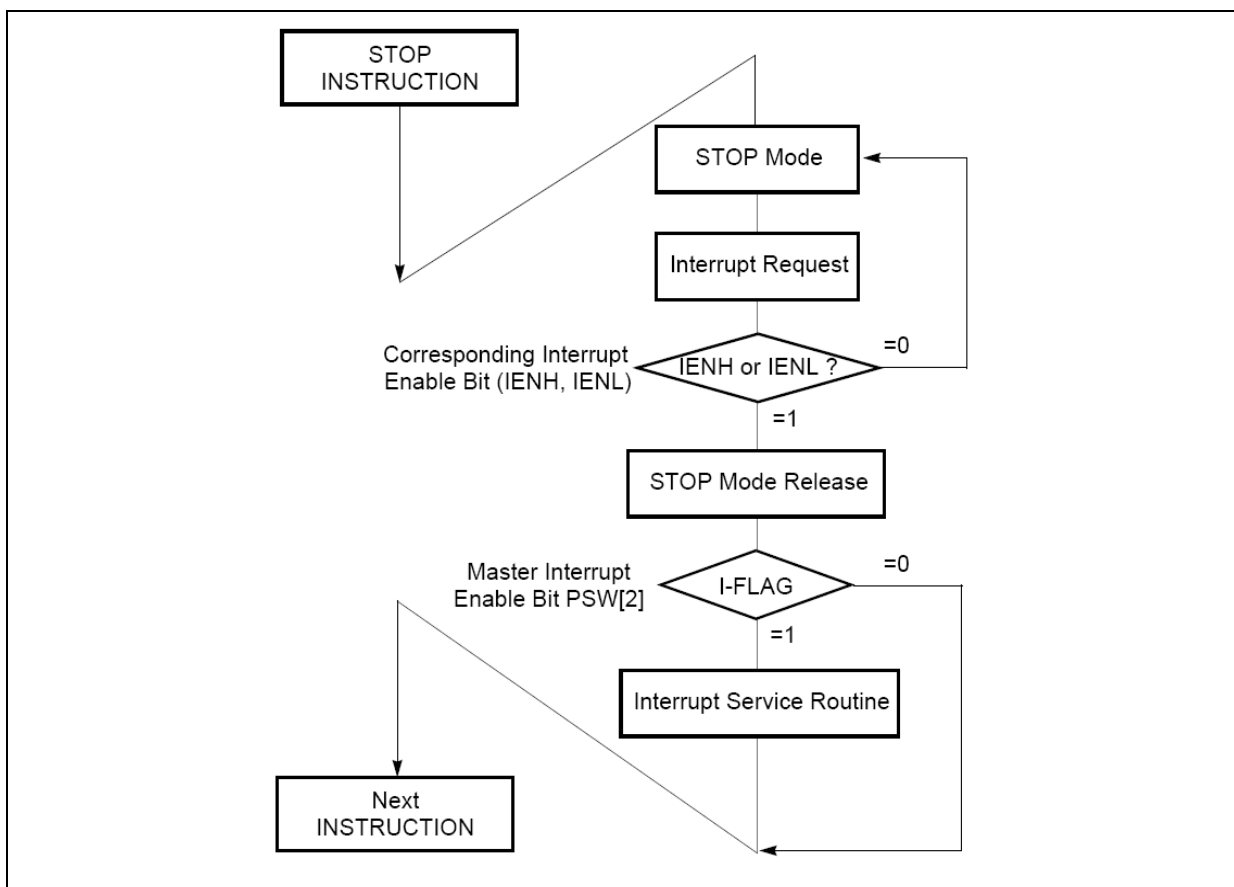 STOP
INSTRUCTION
STOP Mode
Interrupt Request
Corresponding Interrupt
Enable Bit (IENH, IENL)
IENH or IENL ?
=0
=1
STOP Mode Release
Master Interrupt
Enable Bit PSW[2]
I-FLAG
=0
=1
Interrupt Service Routine
Next
INSTRUCTION